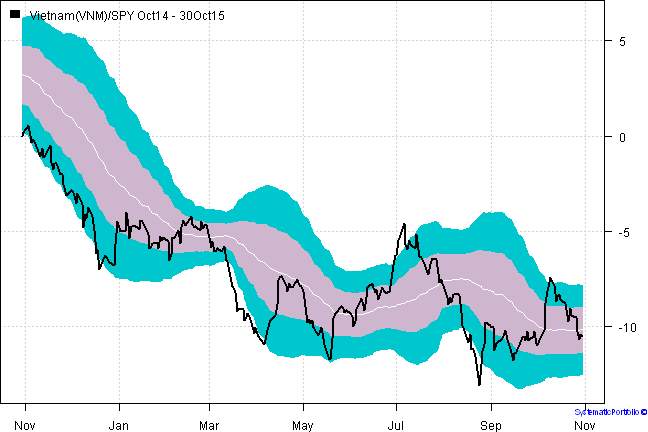 Vietnam(VNM)/SPY Oct14 - 30Oct15
5
0
-5
-10
SystematicPortfolio ©
Nov Jan Mar May Jul Sep Nov